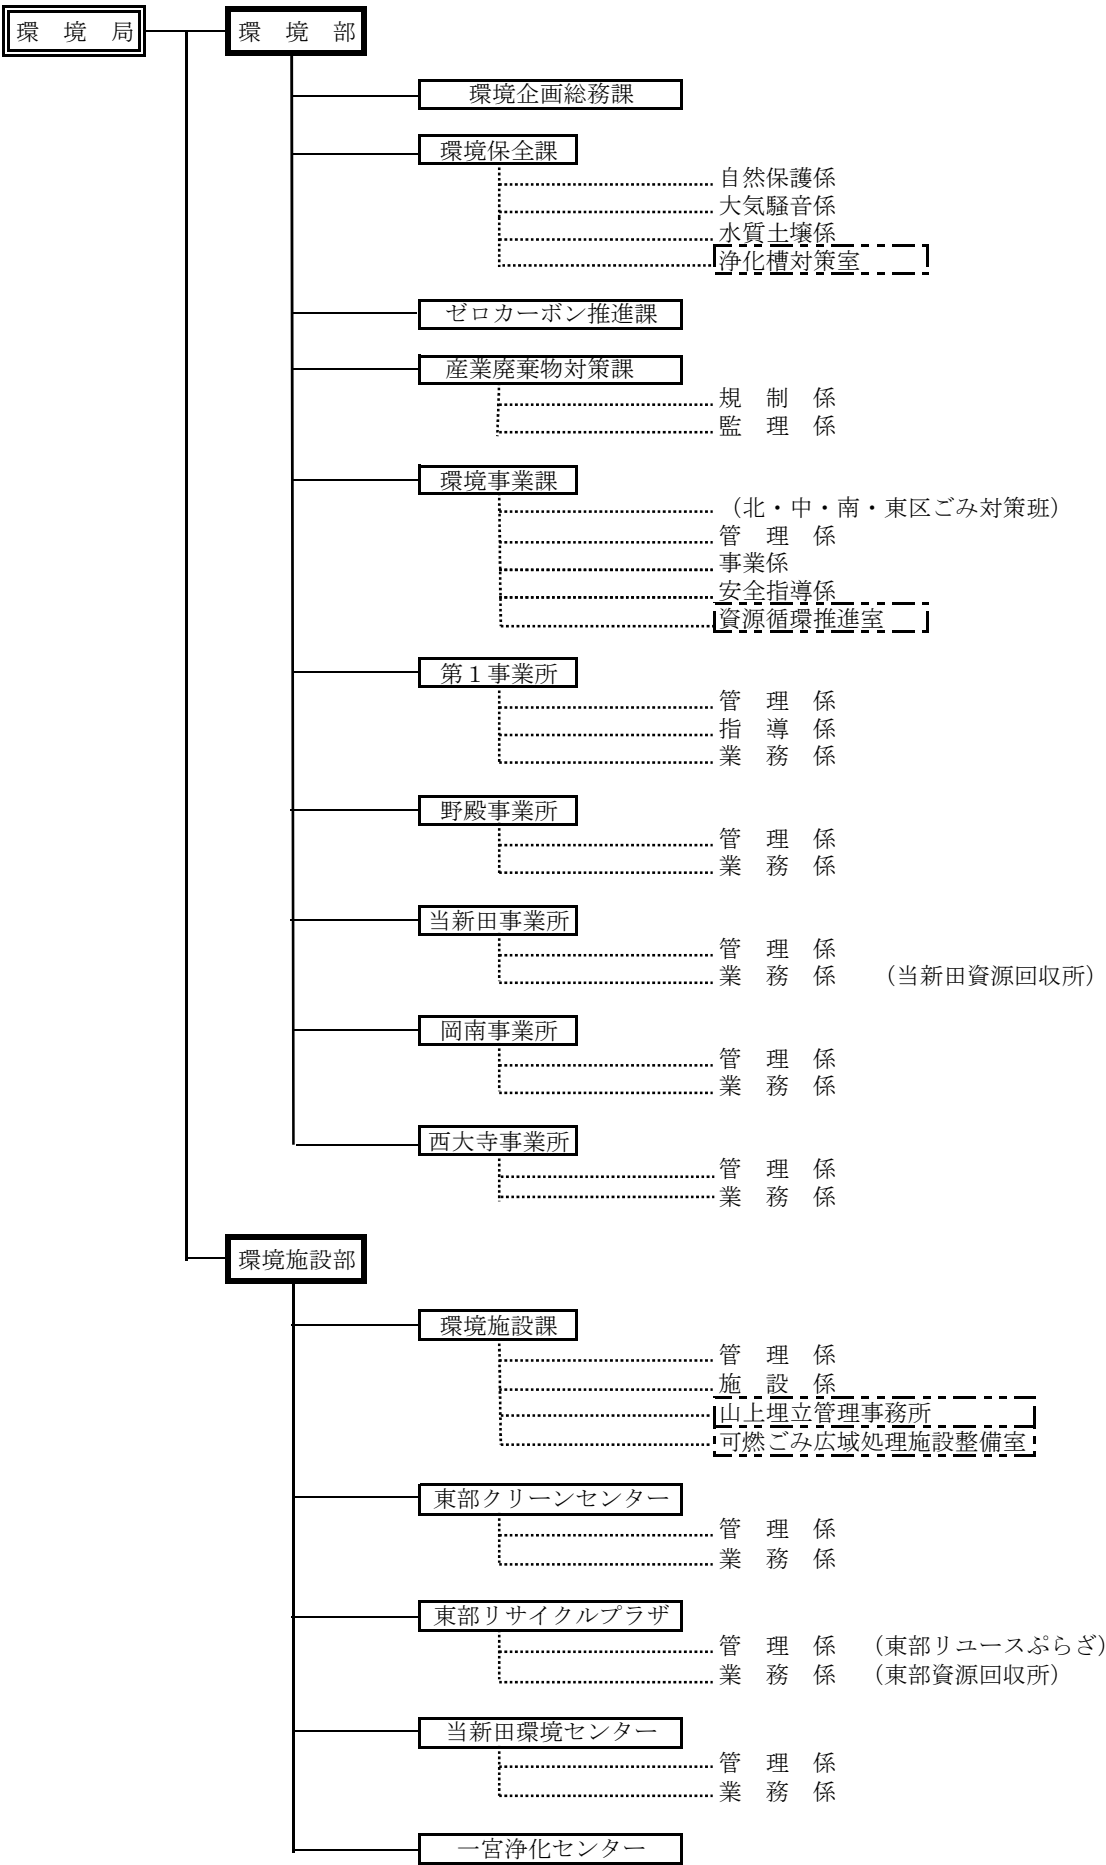 環　境　局　環　境　部
環境企画総務課
環境保全課
自然保護係
大気騒音係
水質土壌係
浄化槽対策室
ゼロカーボン推進課
産業廃棄物対策課
規　制　係
監　理　係
環境事業課
（北・中・南・東区ごみ対策班）
管　理　係
事業係
安全指導係
資源循環推進室
第１事業所
管　理　係
指　導　係
業　務　係
野殿事業所
管　理　係
業　務　係
当新田事業所
管　理　係
業　務　係　（当新田資源回収所）
岡南事業所
管　理　係
業　務　係
西大寺事業所
管　理　係
業　務　係
環境施設部
環境施設課
管　理　係
施　設　係
山上埋立管理事務所
可燃ごみ広域処理施設整備室
東部クリーンセンター
管　理　係
業　務　係
東部リサイクルプラザ
管　理　係　（東部リユースぷらざ）
業　務　係　（東部資源回収所）
当新田環境センター
管　理　係
業　務　係
一宮浄化センター